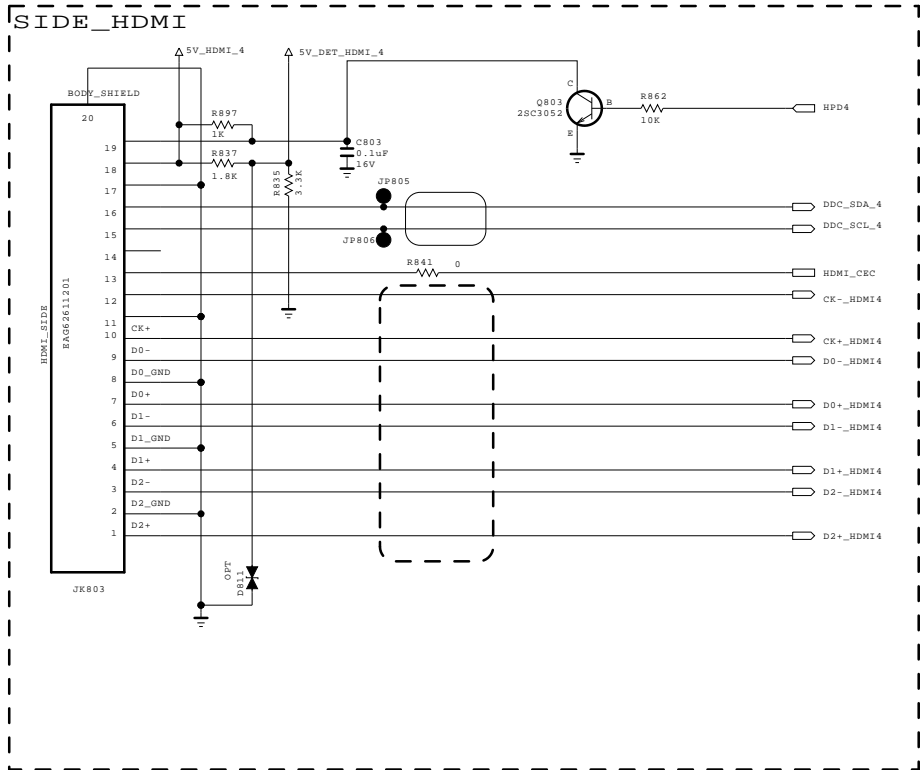 SIDE_HDMI
5V_HDMI_4
5V_DET_HDMI_4
BODY_SHIELD
20
R897
1K
C
Q803
2SC3052
B
E
R862
10K
HPD4
19
C803
0.1uF
16V
R837
1.8K
18
R835
3.3K
17
JP805
16
DDC_SDA_4
15
DDC_SCL_4
JP806
14
R841
0
13
HDMI_CEC
12
CK-_HDMI4
HDMI_SIDE
EAG62611201
11
CK+
10
CK+_HDMI4
D0-
9
D0-_HDMI4
D0_GND
8
D0+
7
D0+_HDMI4
D1-
6
D1-_HDMI4
D1_GND
5
D1+
4
D1+_HDMI4
D2-
3
D2-_HDMI4
D2_GND
2
D2+
1
D2+_HDMI4
OPT
D811
JK803